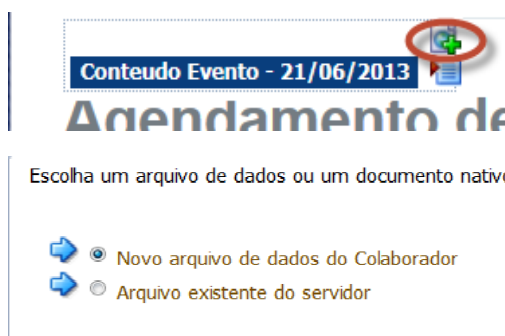 Conteudo Evento - 21/06/2013
Agendamento de
Escolha um arquivo de dados ou um documento nativo
Novo arquivo de dados do Colaborador
Arquivo existente do servidor